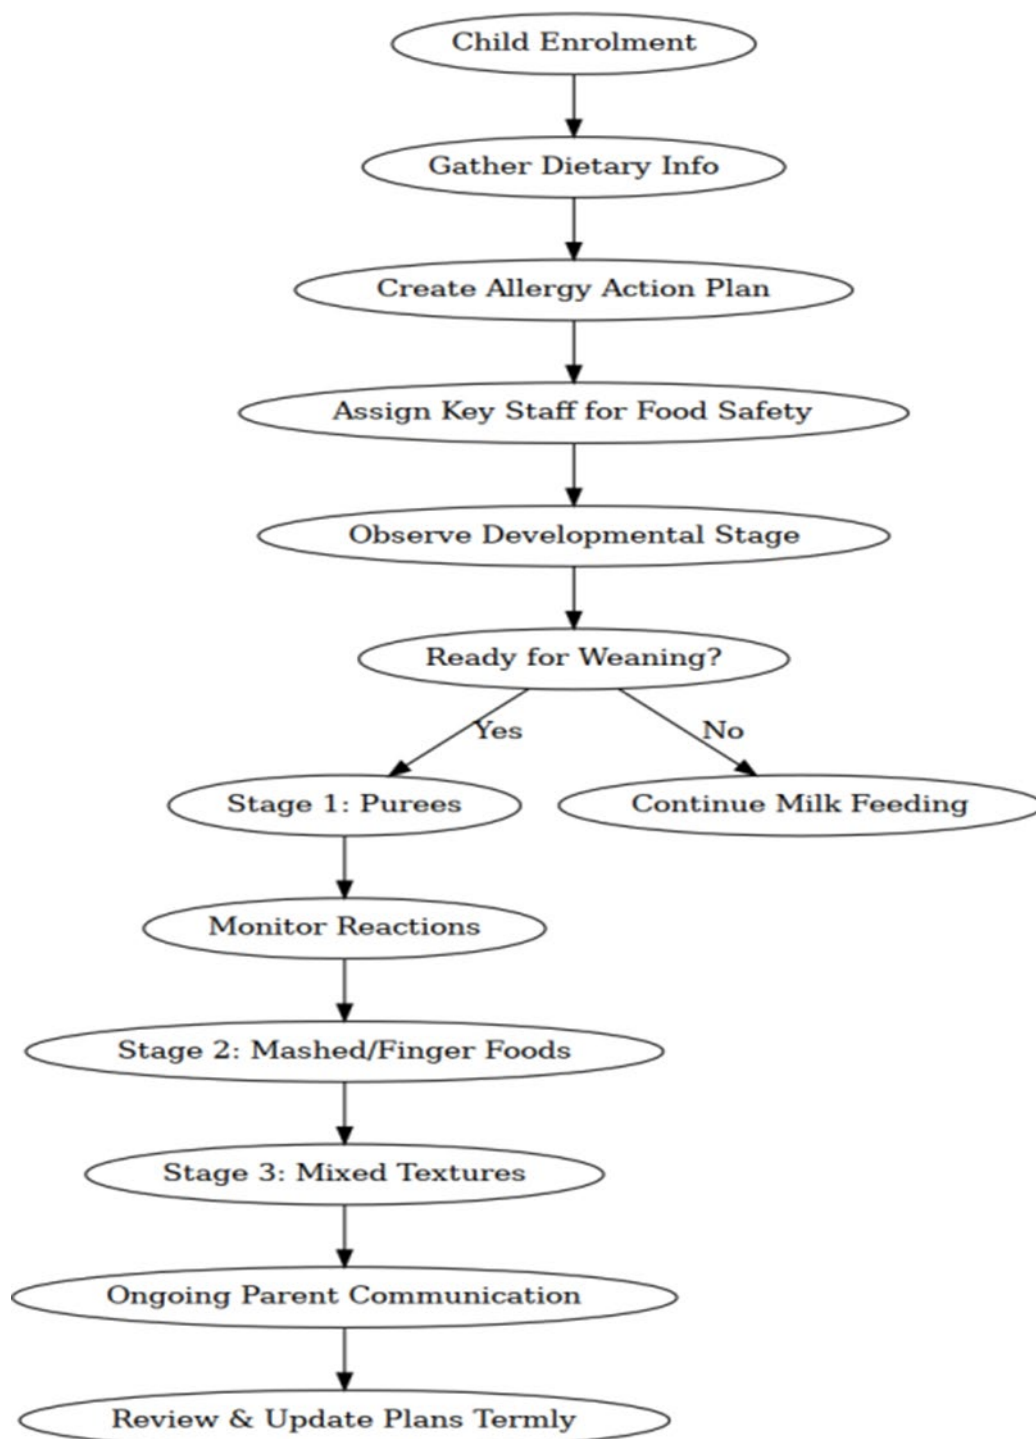 Child Enrolment
Gather Dietary Info
Create Allergy Action Plan
Assign Key Staff for Food Safety
Observe Developmental Stage
Ready for Weaning?
Yes
No
Stage 1: Purees
Continue Milk Feeding
Monitor Reactions
Stage 2: Mashed/Finger Foods
Stage 3: Mixed Textures
Ongoing Parent Communication
Review & Update Plans Termly